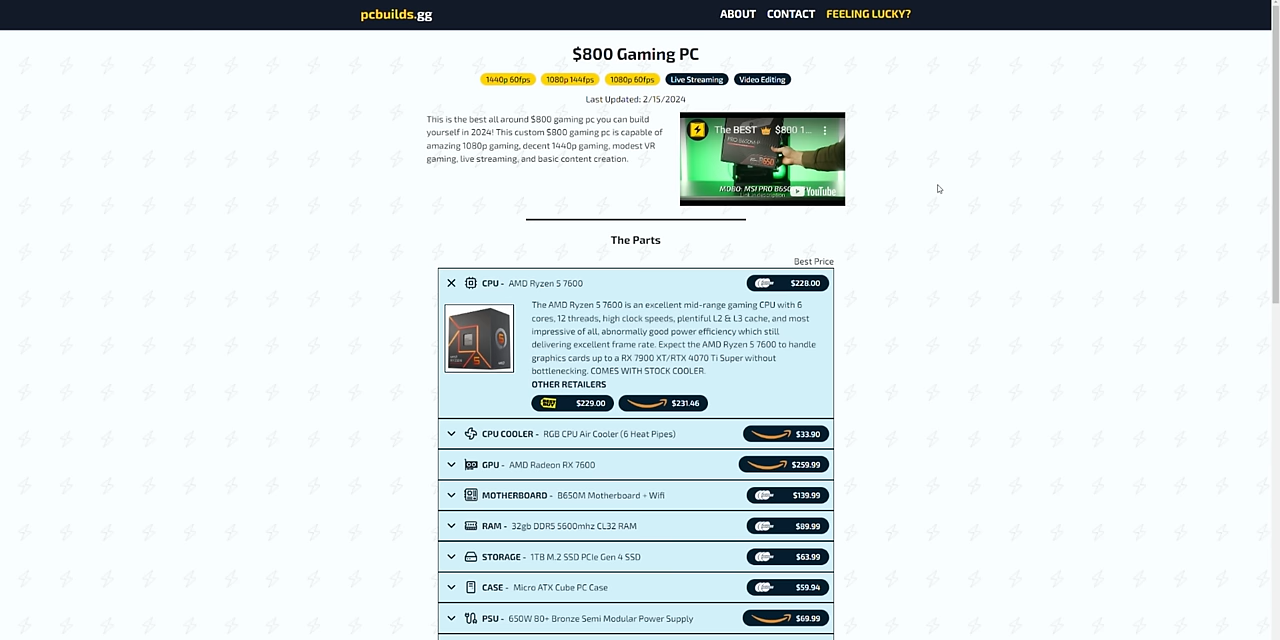 pcbuilds.gg
ABOUT CONTACT FEELING LUCKY?
$800 Gaming PC
1440p 60fps 1080p 144fps 1080p 60fps Live Streaming Video Editing
Last Updated: 2/15/2024
This is the best all around $800 gaming pc you can build
yourself in 2024! This custom $800 gaming pc is capable of
amazing 1080p gaming, decent 1440p gaming, modest VR
gaming, live streaming, and basic content creation.
The BEST 👑 $800 1...
PRO B650M-P
B650
MOBO: MSI PRO B650
YouTube
The Parts
Best Price
CPU - AMD Ryzen 5 7600 $228.00
The AMD Ryzen 5 7600 is an excellent mid-range gaming CPU with 6
cores, 12 threads, high clock speeds, plentiful L2 & L3 cache, and most
impressive of all, abnormally good power efficiency which still
delivering excellent frame rate. Expect the AMD Ryzen 5 7600 to handle
graphics cards up to a RX 7900 XT/RTX 4070 Ti Super without
bottlenecking. COMES WITH STOCK COOLER.
OTHER RETAILERS
BUY $229.00 $231.46
CPU COOLER - RGB CPU Air Cooler (6 Heat Pipes) $33.90
GPU - AMD Radeon RX 7600 $259.99
MOTHERBOARD - B650M Motherboard + Wifi $139.99
RAM - 32gb DDR5 5600mhz CL32 RAM $89.99
STORAGE - 1TB M.2 SSD PCIe Gen 4 SSD $63.99
CASE - Micro ATX Cube PC Case $59.94
PSU - 650W 80+ Bronze Semi Modular Power Supply $69.99